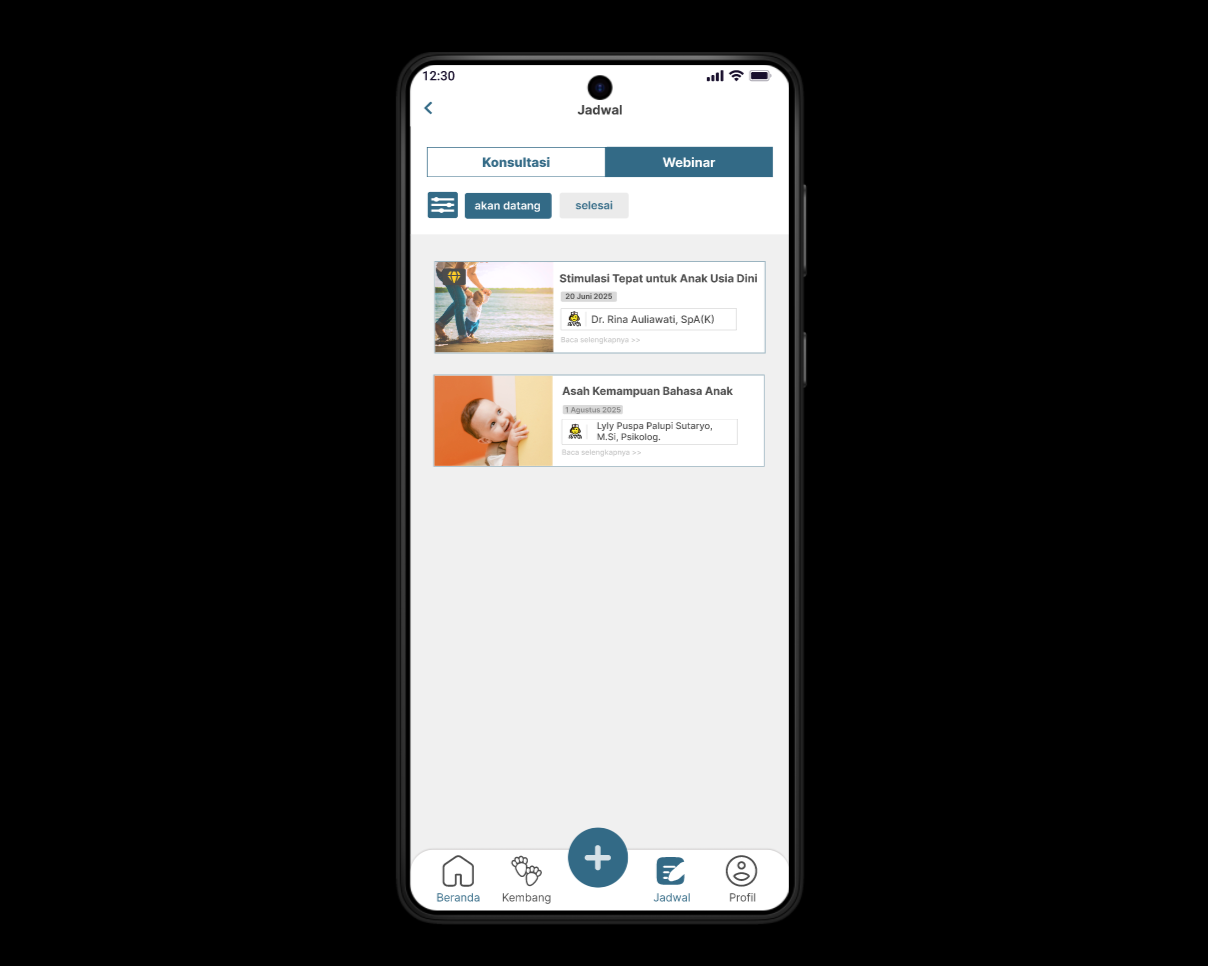 12:30
Jadwal
Konsultasi
Webinar
akan datang
selesai
Stimulasi Tepat untuk Anak Usia Dini
20 Juni 2025
Dr. Rina Auliawati, SpA(K)
Baca selengkapnya >>
Asah Kemampuan Bahasa Anak
1 Agustus 2025
Lyly Puspa Palupi Sutaryo,
M.Si, Psikolog.
Baca selengkapnya >>
Beranda
Kembang
Jadwal
Profil